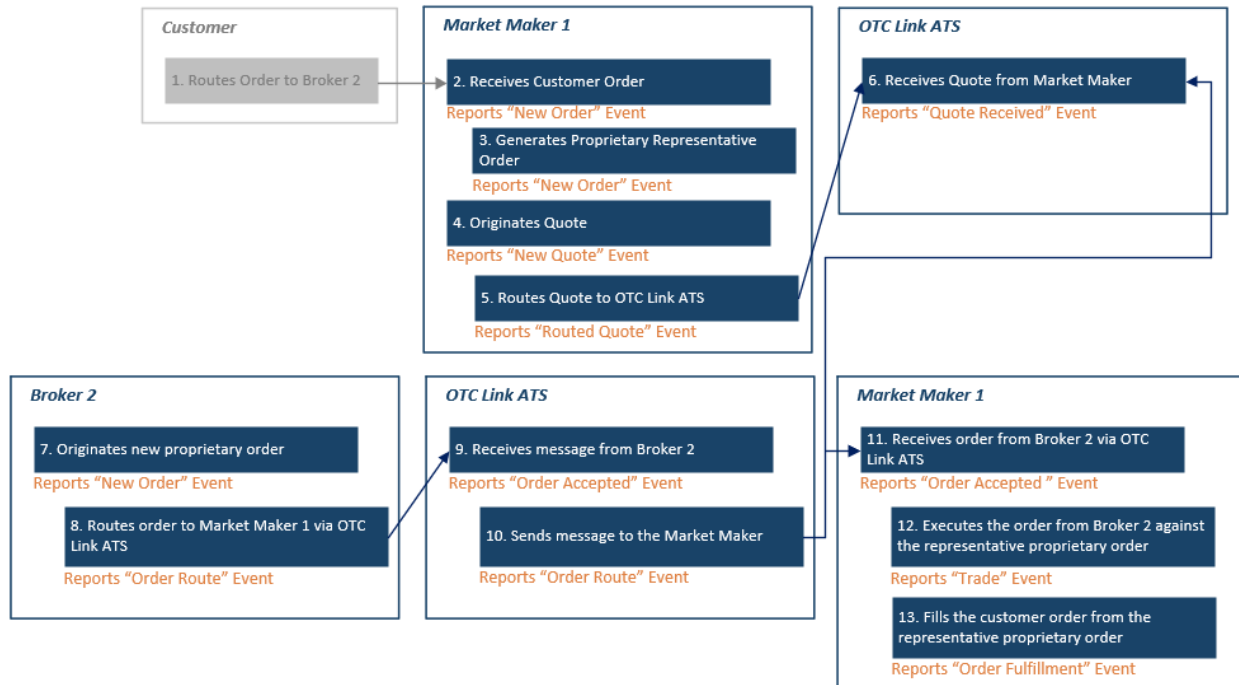 Customer
1. Routes Order to Broker 2
Market Maker 1
2. Receives Customer Order
Reports “New Order” Event
3. Generates Proprietary Representative
Order
Reports “New Order” Event
4. Originates Quote
Reports “New Quote” Event
5. Routes Quote to OTC Link ATS
Reports “Routed Quote” Event
OTC Link ATS
6. Receives Quote from Market Maker
Reports “Quote Received” Event
Broker 2
7. Originates new proprietary order
Reports “New Order” Event
8. Routes order to Market Maker 1 via OTC
Link ATS
Reports “Order Route” Event
OTC Link ATS
9. Receives message from Broker 2
Reports “Order Accepted” Event
10. Sends message to the Market Maker
Reports “Order Route” Event
Market Maker 1
11. Receives order from Broker 2 via OTC
Link ATS
Reports “Order Accepted ” Event
12. Executes the order from Broker 2 against
the representative proprietary order
Reports “Trade” Event
13. Fills the customer order from the
representative proprietary order
Reports “Order Fulfillment” Event